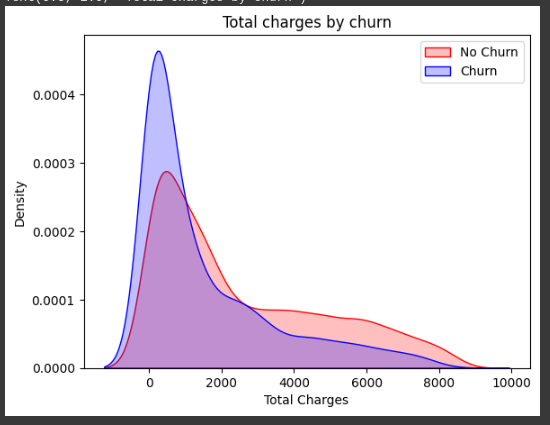 Total charges by churn
No Churn
Churn
Density
0.0004
0.0003
0.0002
0.0001
0.0000
0 2000 4000 6000 8000 10000
Total Charges